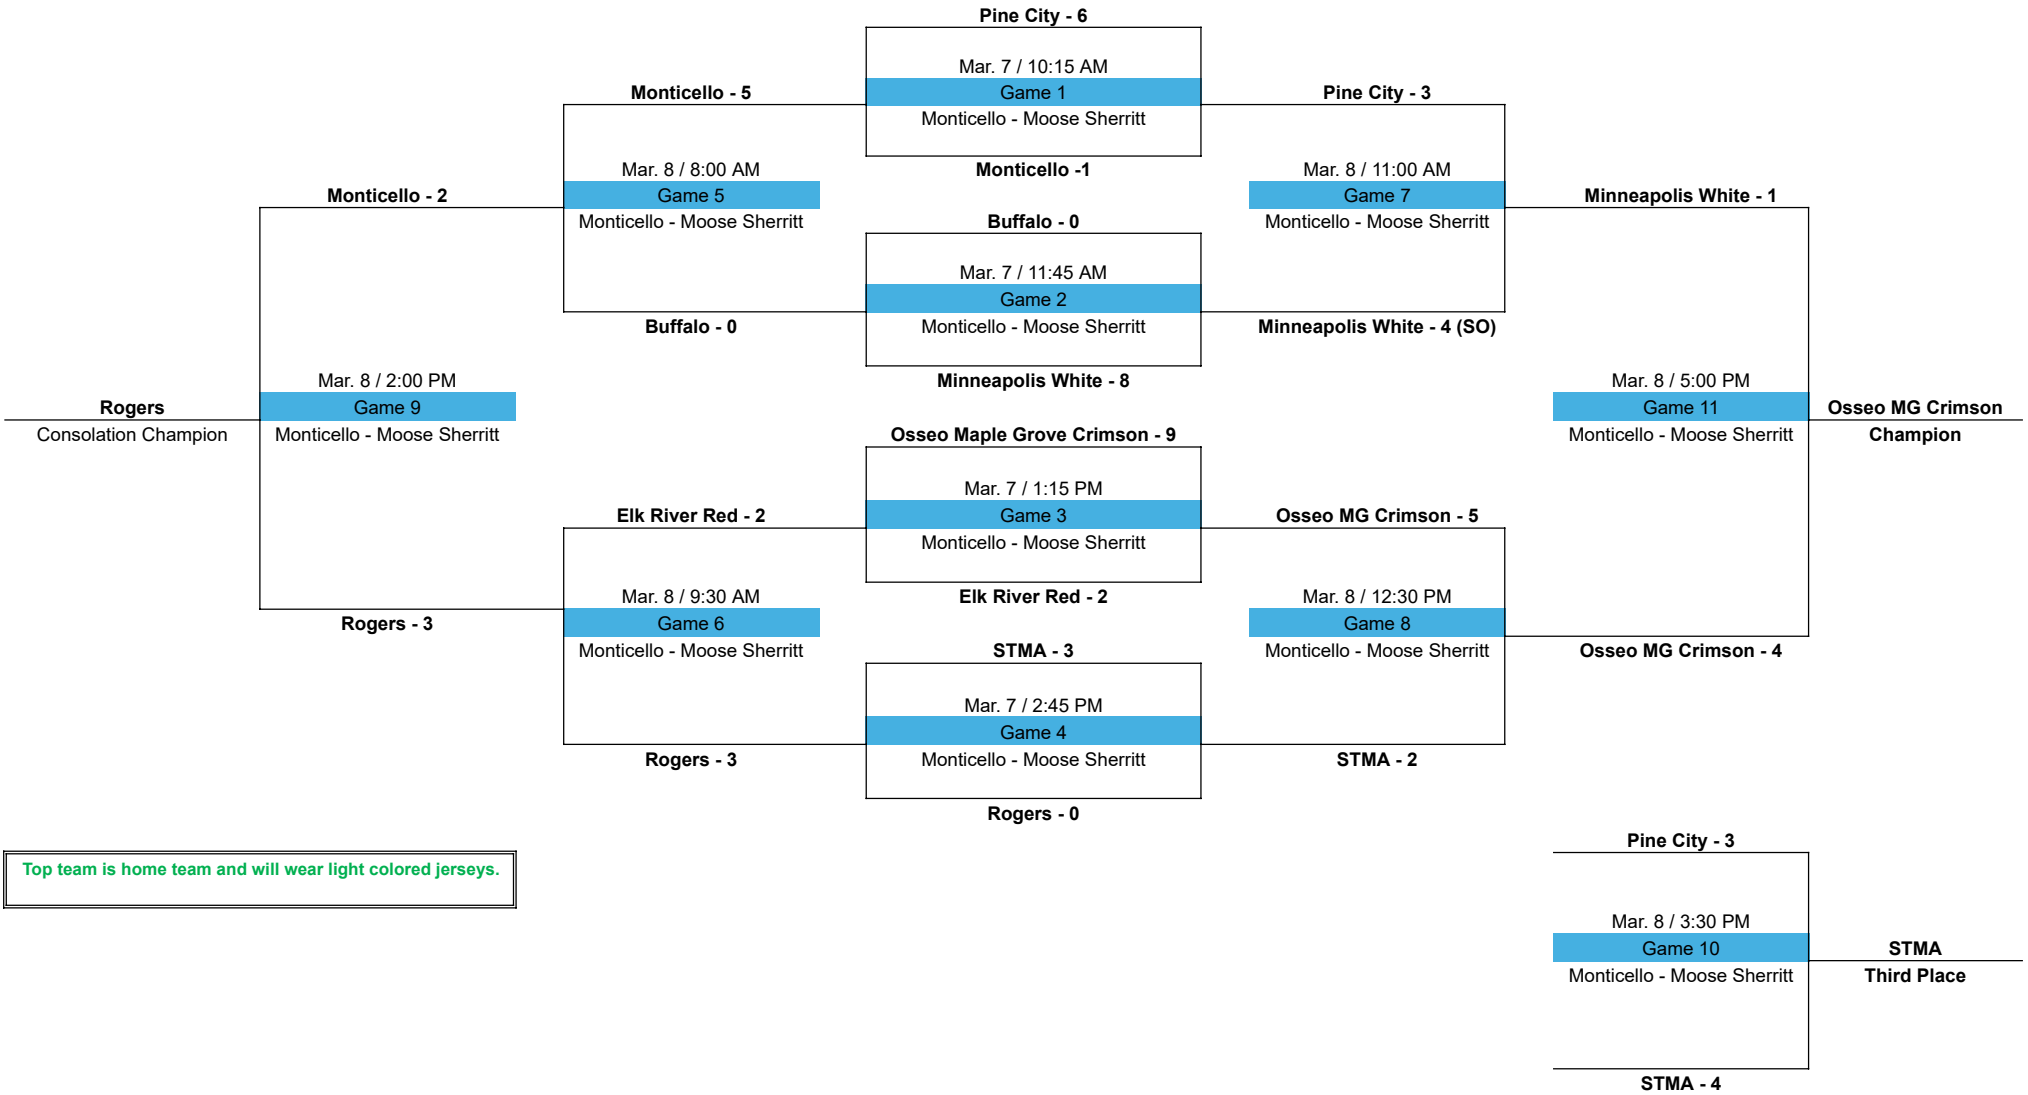 Pine City - 6
Mar. 7 / 10:15 AM
Monticello - 5
Game 1
Pine City - 3
Monticello - Moose Sherritt
Mar. 8 / 8:00 AM
Monticello -1
Mar. 8 / 11:00 AM
Monticello - 2
Game 5
Game 7
Minneapolis White - 1
Monticello - Moose Sherritt
Buffalo - 0
Monticello - Moose Sherritt
Mar. 7 / 11:45 AM
Game 2
Buffalo - 0
Monticello - Moose Sherritt
Minneapolis White - 4 (SO)
Mar. 8 / 2:00 PM
Minneapolis White - 8
Mar. 8 / 5:00 PM
Rogers
Game 9
Game 11
Osseo MG Crimson
Consolation Champion
Monticello - Moose Sherritt
Osseo Maple Grove Crimson - 9
Monticello - Moose Sherritt
Champion
Mar. 7 / 1:15 PM
Elk River Red - 2
Game 3
Osseo MG Crimson - 5
Monticello - Moose Sherritt
Mar. 8 / 9:30 AM
Elk River Red - 2
Mar. 8 / 12:30 PM
Rogers - 3
Game 6
Game 8
Monticello - Moose Sherritt
STMA - 3
Monticello - Moose Sherritt
Osseo MG Crimson - 4
Mar. 7 / 2:45 PM
Game 4
Rogers - 3
Monticello - Moose Sherritt
STMA - 2
Rogers - 0
Pine City - 3
Top team is home team and will wear light colored jerseys.
Mar. 8 / 3:30 PM
Game 10
STMA
Monticello - Moose Sherritt
Third Place
STMA - 4